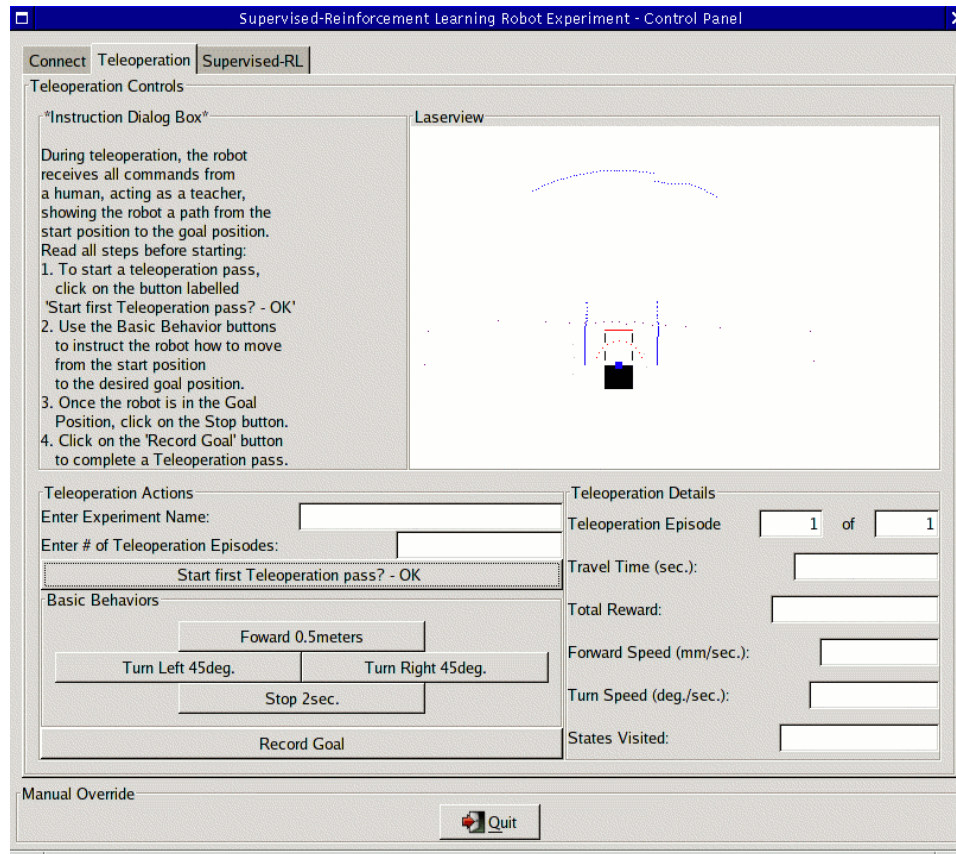 Supervised-Reinforcement Learning Robot Experiment - Control Panel
Connect
Teleoperation
Supervised-RL
Teleoperation Controls
*Instruction Dialog Box*
During teleoperation, the robot
receives all commands from
a human, acting as a teacher,
showing the robot a path from the
start position to the goal position.
Read all steps before starting:
1. To start a teleoperation pass,
click on the button labelled
'Start first Teleoperation pass? - OK'
2. Use the Basic Behavior buttons
to instruct the robot how to move
from the start position
to the desired goal position.
3. Once the robot is in the Goal
Position, click on the Stop button.
4. Click on the 'Record Goal' button
to complete a Teleoperation pass.
Laserview
Teleoperation Actions
Enter Experiment Name:
Enter # of Teleoperation Episodes:
Start first Teleoperation pass? - OK
Basic Behaviors
Foward 0.5meters
Turn Left 45deg.
Turn Right 45deg.
Stop 2sec.
Record Goal
Teleoperation Details
Teleoperation Episode 1 of 1
Travel Time (sec.):
Total Reward:
Forward Speed (mm/sec.):
Turn Speed (deg./sec.):
States Visited:
Manual Override
Quit